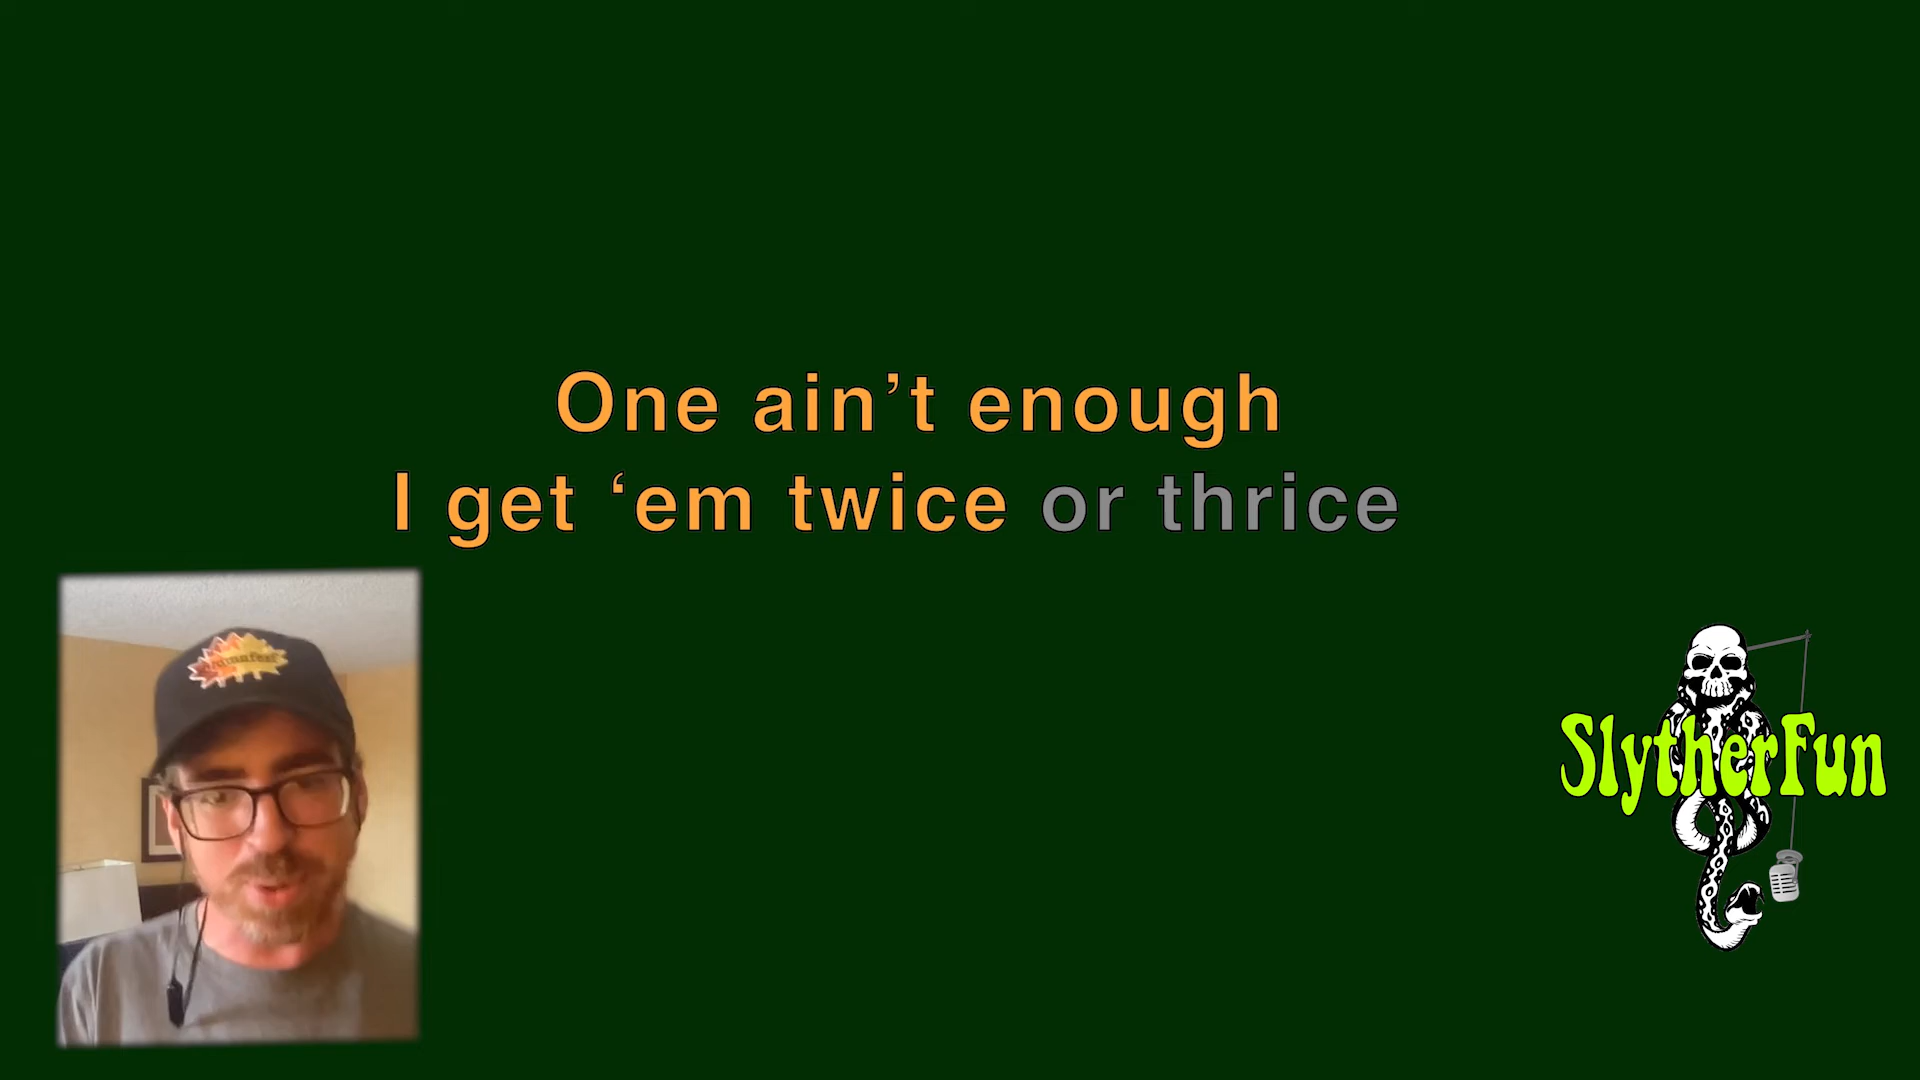 One ain’t enough
I get ‘em twice or thrice
SlytherFun